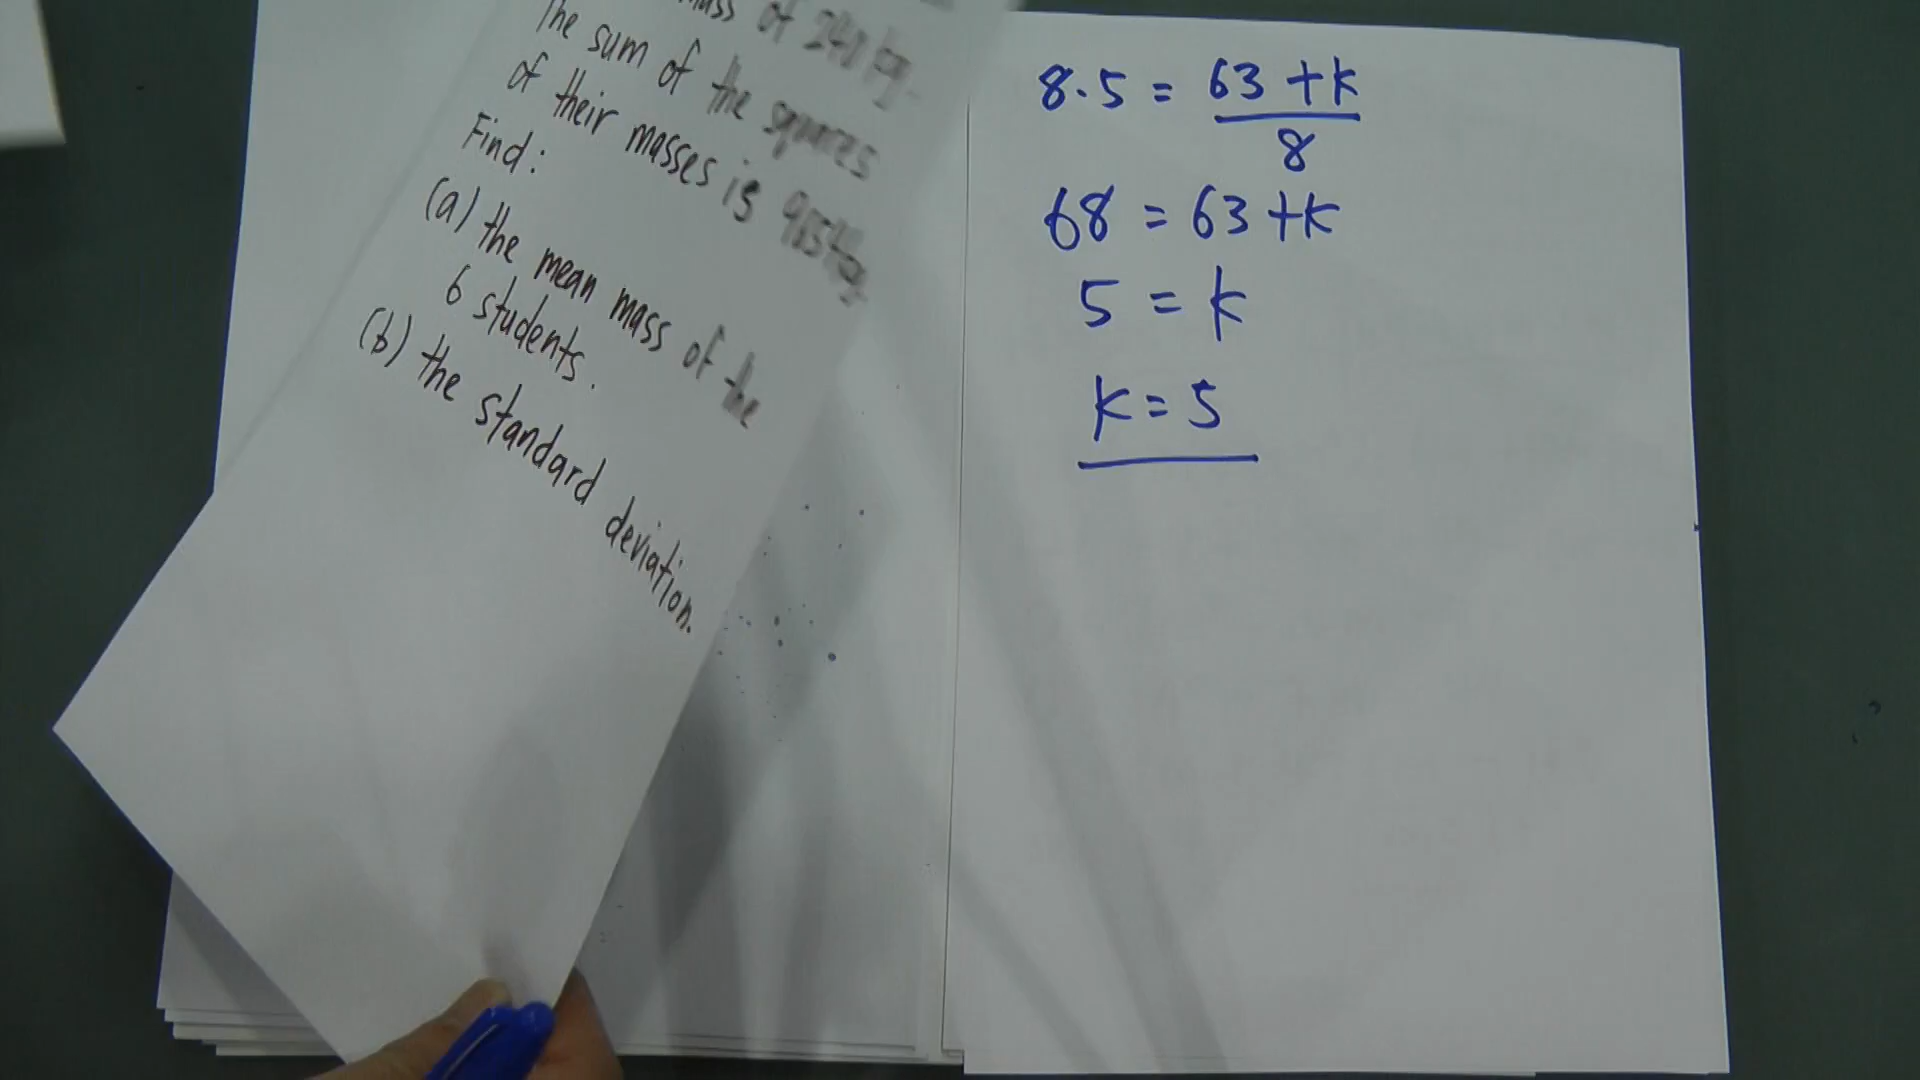 of
The sum of the squares
of their masses is
Find:
(a) the mean mass of the
6 students.
(b) the standard deviation.
8.5 = 63 + k
8
68 = 63 + k
5 = k
k = 5